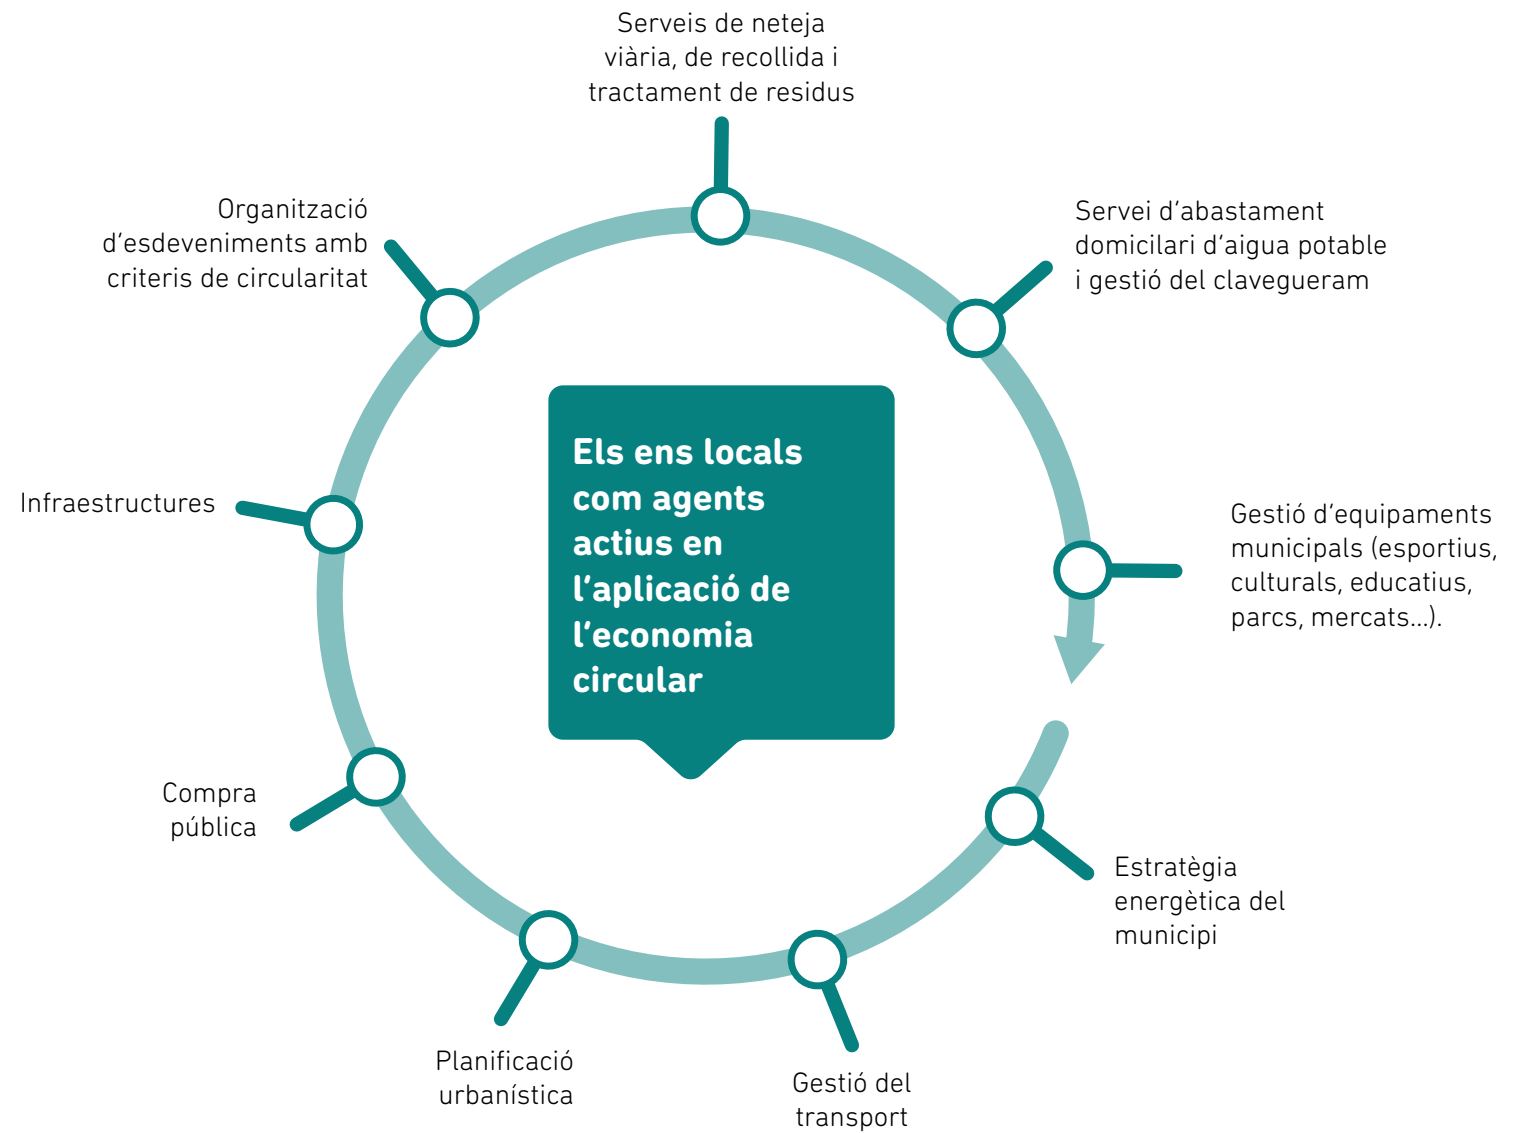 Serveis de neteja
viària, de recollida i
tractament de residus
Servei d’abastament
domicilari d’aigua potable
i gestió del clavegueram
Gestió d’equipaments
municipals (esportius,
culturals, educatius,
parcs, mercats...).
Estratègia
energètica del
municipi
Gestió del
transport
Planificació
urbanística
Compra
pública
Infraestructures
Organització
d’esdeveniments amb
criteris de circularitat
Els ens locals
com agents
actius en
l’aplicació de
l’economia
circular